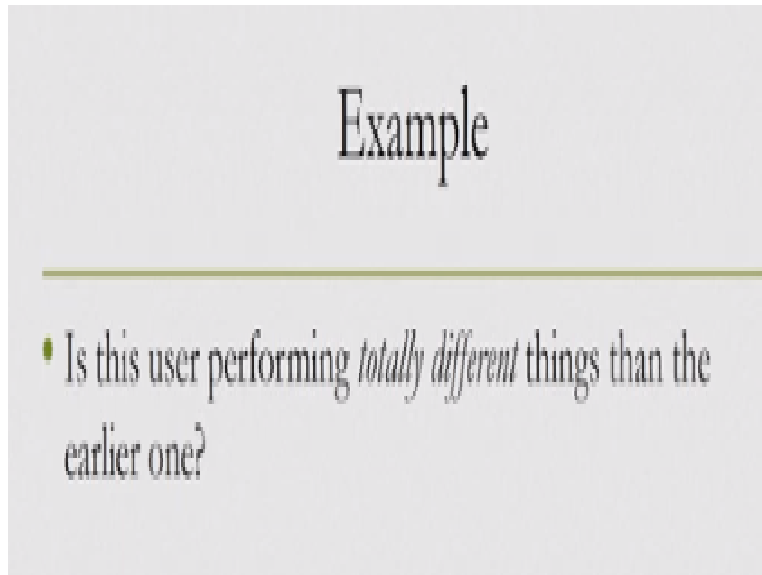 Example
• Is this user performing totally different things than the
earlier one?